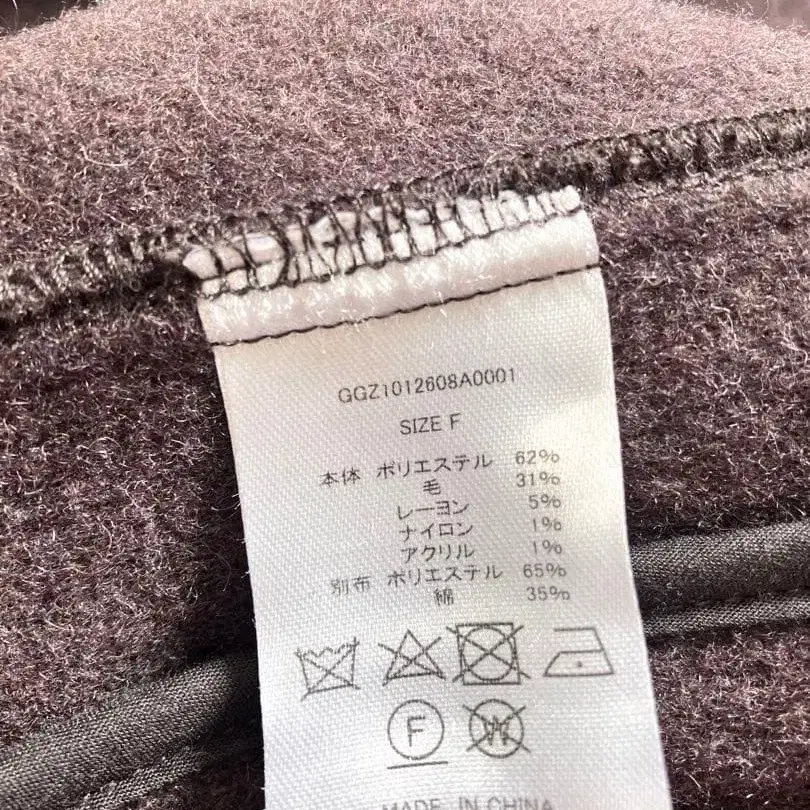 GGZ1012608A0001
SIZE F
本体 ポリエステル 62%
毛 31%
レーヨン 5%
ナイロン 1%
アクリル 1%
別布 ポリエステル 65%
綿 35%
F W
MADE IN CHINA